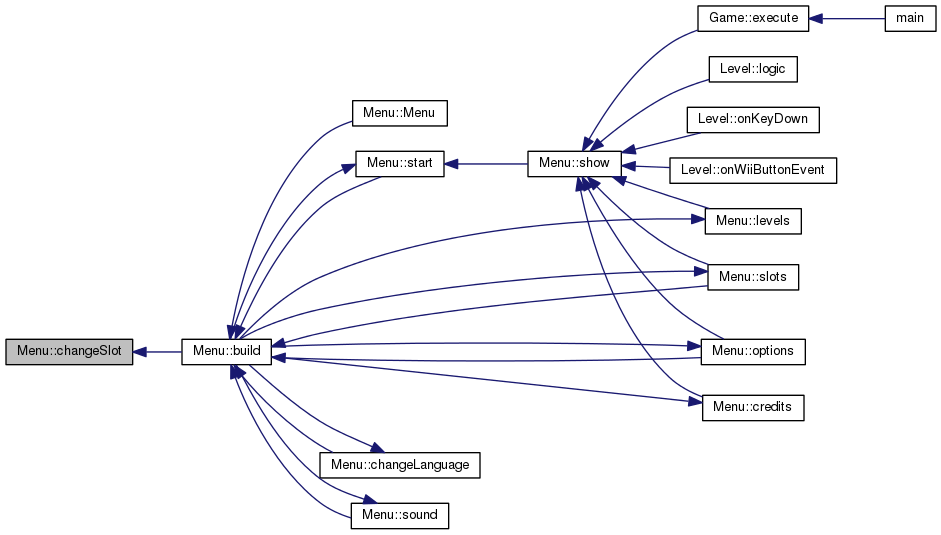 Game::execute
main
Level::logic
Menu::Menu
Level::onKeyDown
Menu::start
Menu::show
Level::onWiiButtonEvent
Menu::levels
Menu::slots
Menu::changeSlot
Menu::build
Menu::options
Menu::credits
Menu::changeLanguage
Menu::sound